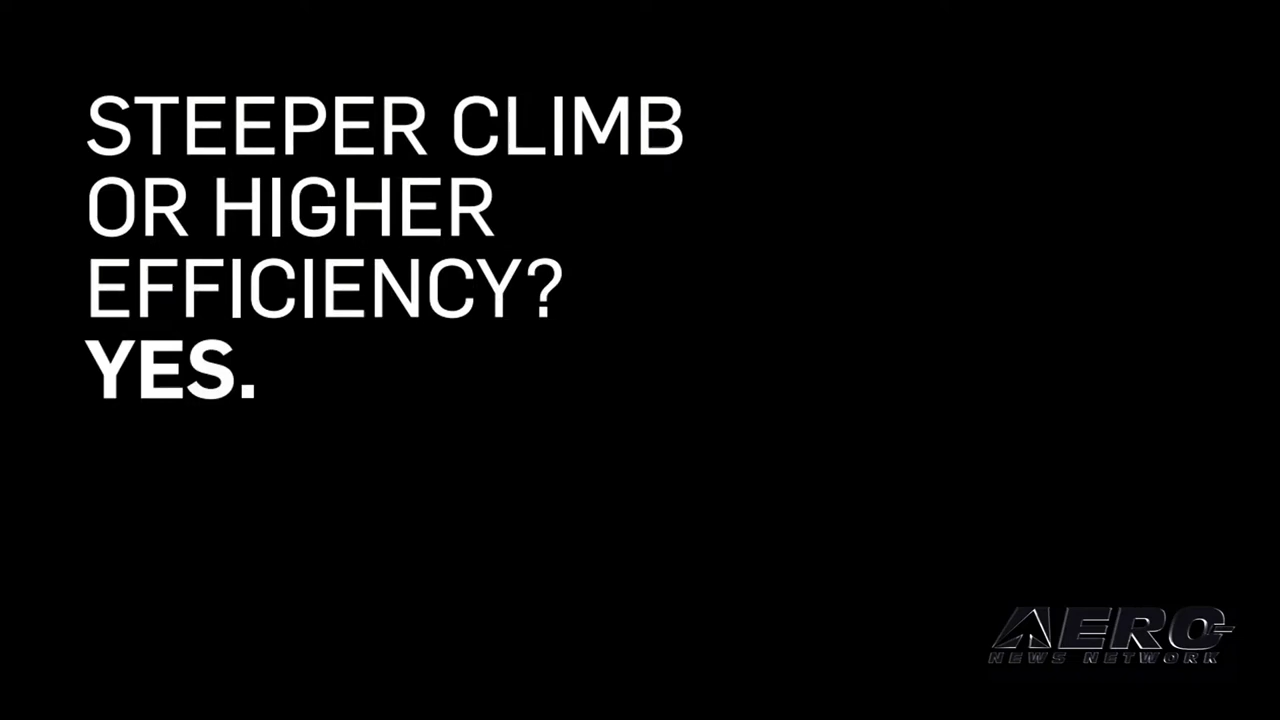 STEEPER CLIMB
OR HIGHER
EFFICIENCY?
YES.
AERO
NEWS NETWORK